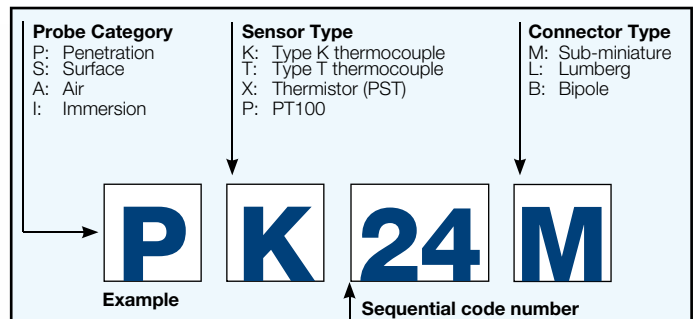 Probe Category
P: Penetration
S: Surface
A: Air
I: Immersion
Sensor Type
K: Type K thermocouple
T: Type T thermocouple
X: Thermistor (PST)
P: PT100
Connector Type
M: Sub-miniature
L: Lumberg
B: Bipole
P K 24 M
Example
Sequential code number